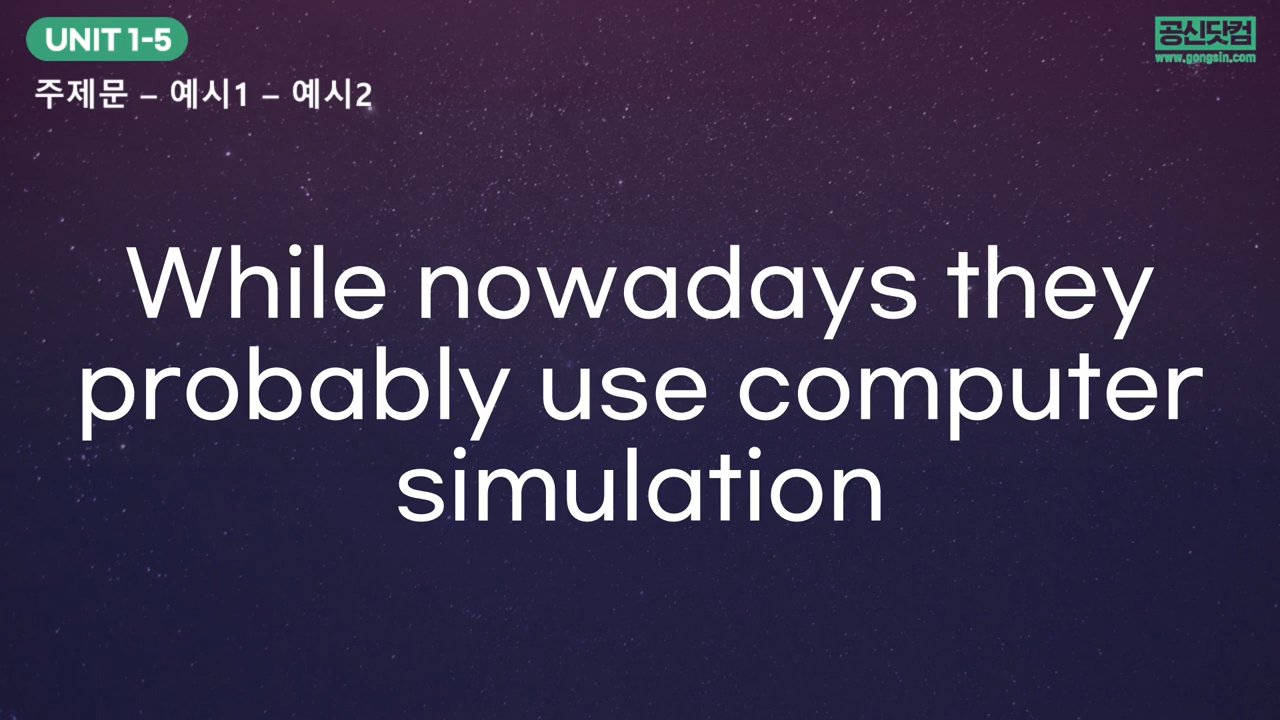 UNIT 1-5
공신닷컴
www.gongsin.com
주제문 – 예시1 – 예시2
While nowadays they
probably use computer
simulation